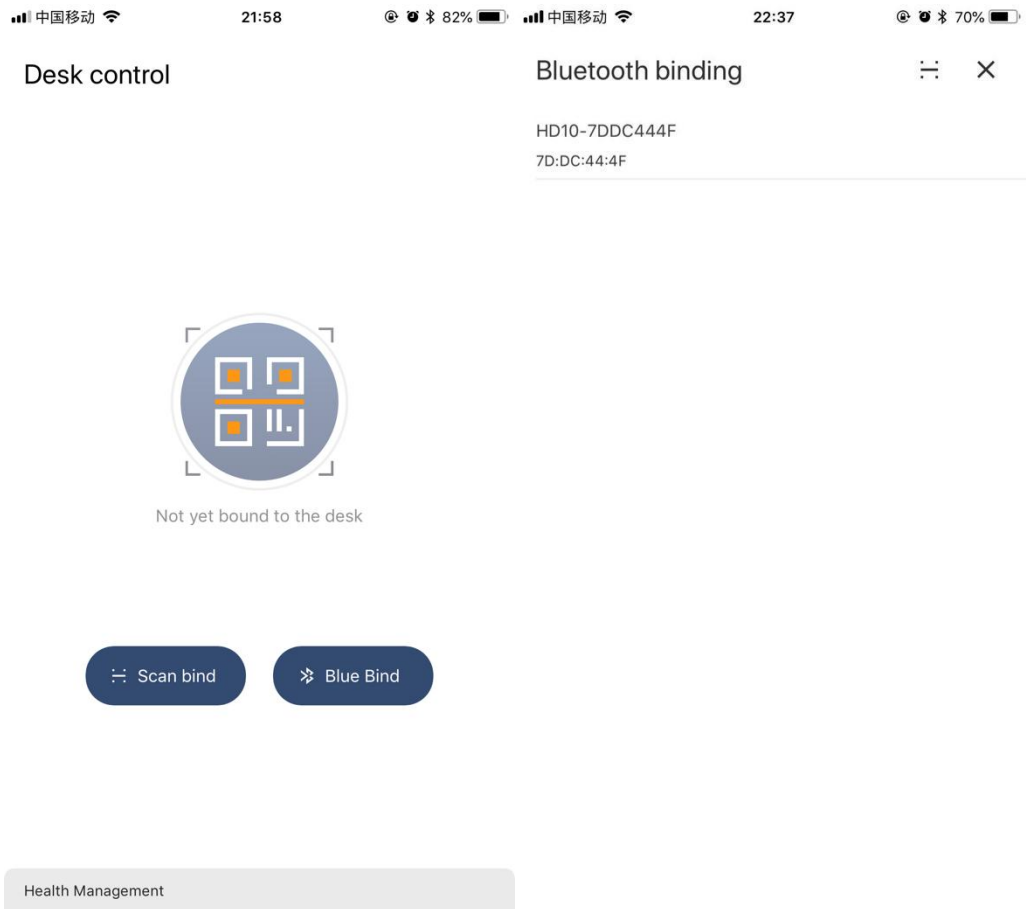 中国移动 21:58 82%
Desk control
Not yet bound to the desk
Scan bind Blue Bind
Health Management
中国移动 22:37 70%
Bluetooth binding
HD10-7DDC444F
7D:DC:44:4F